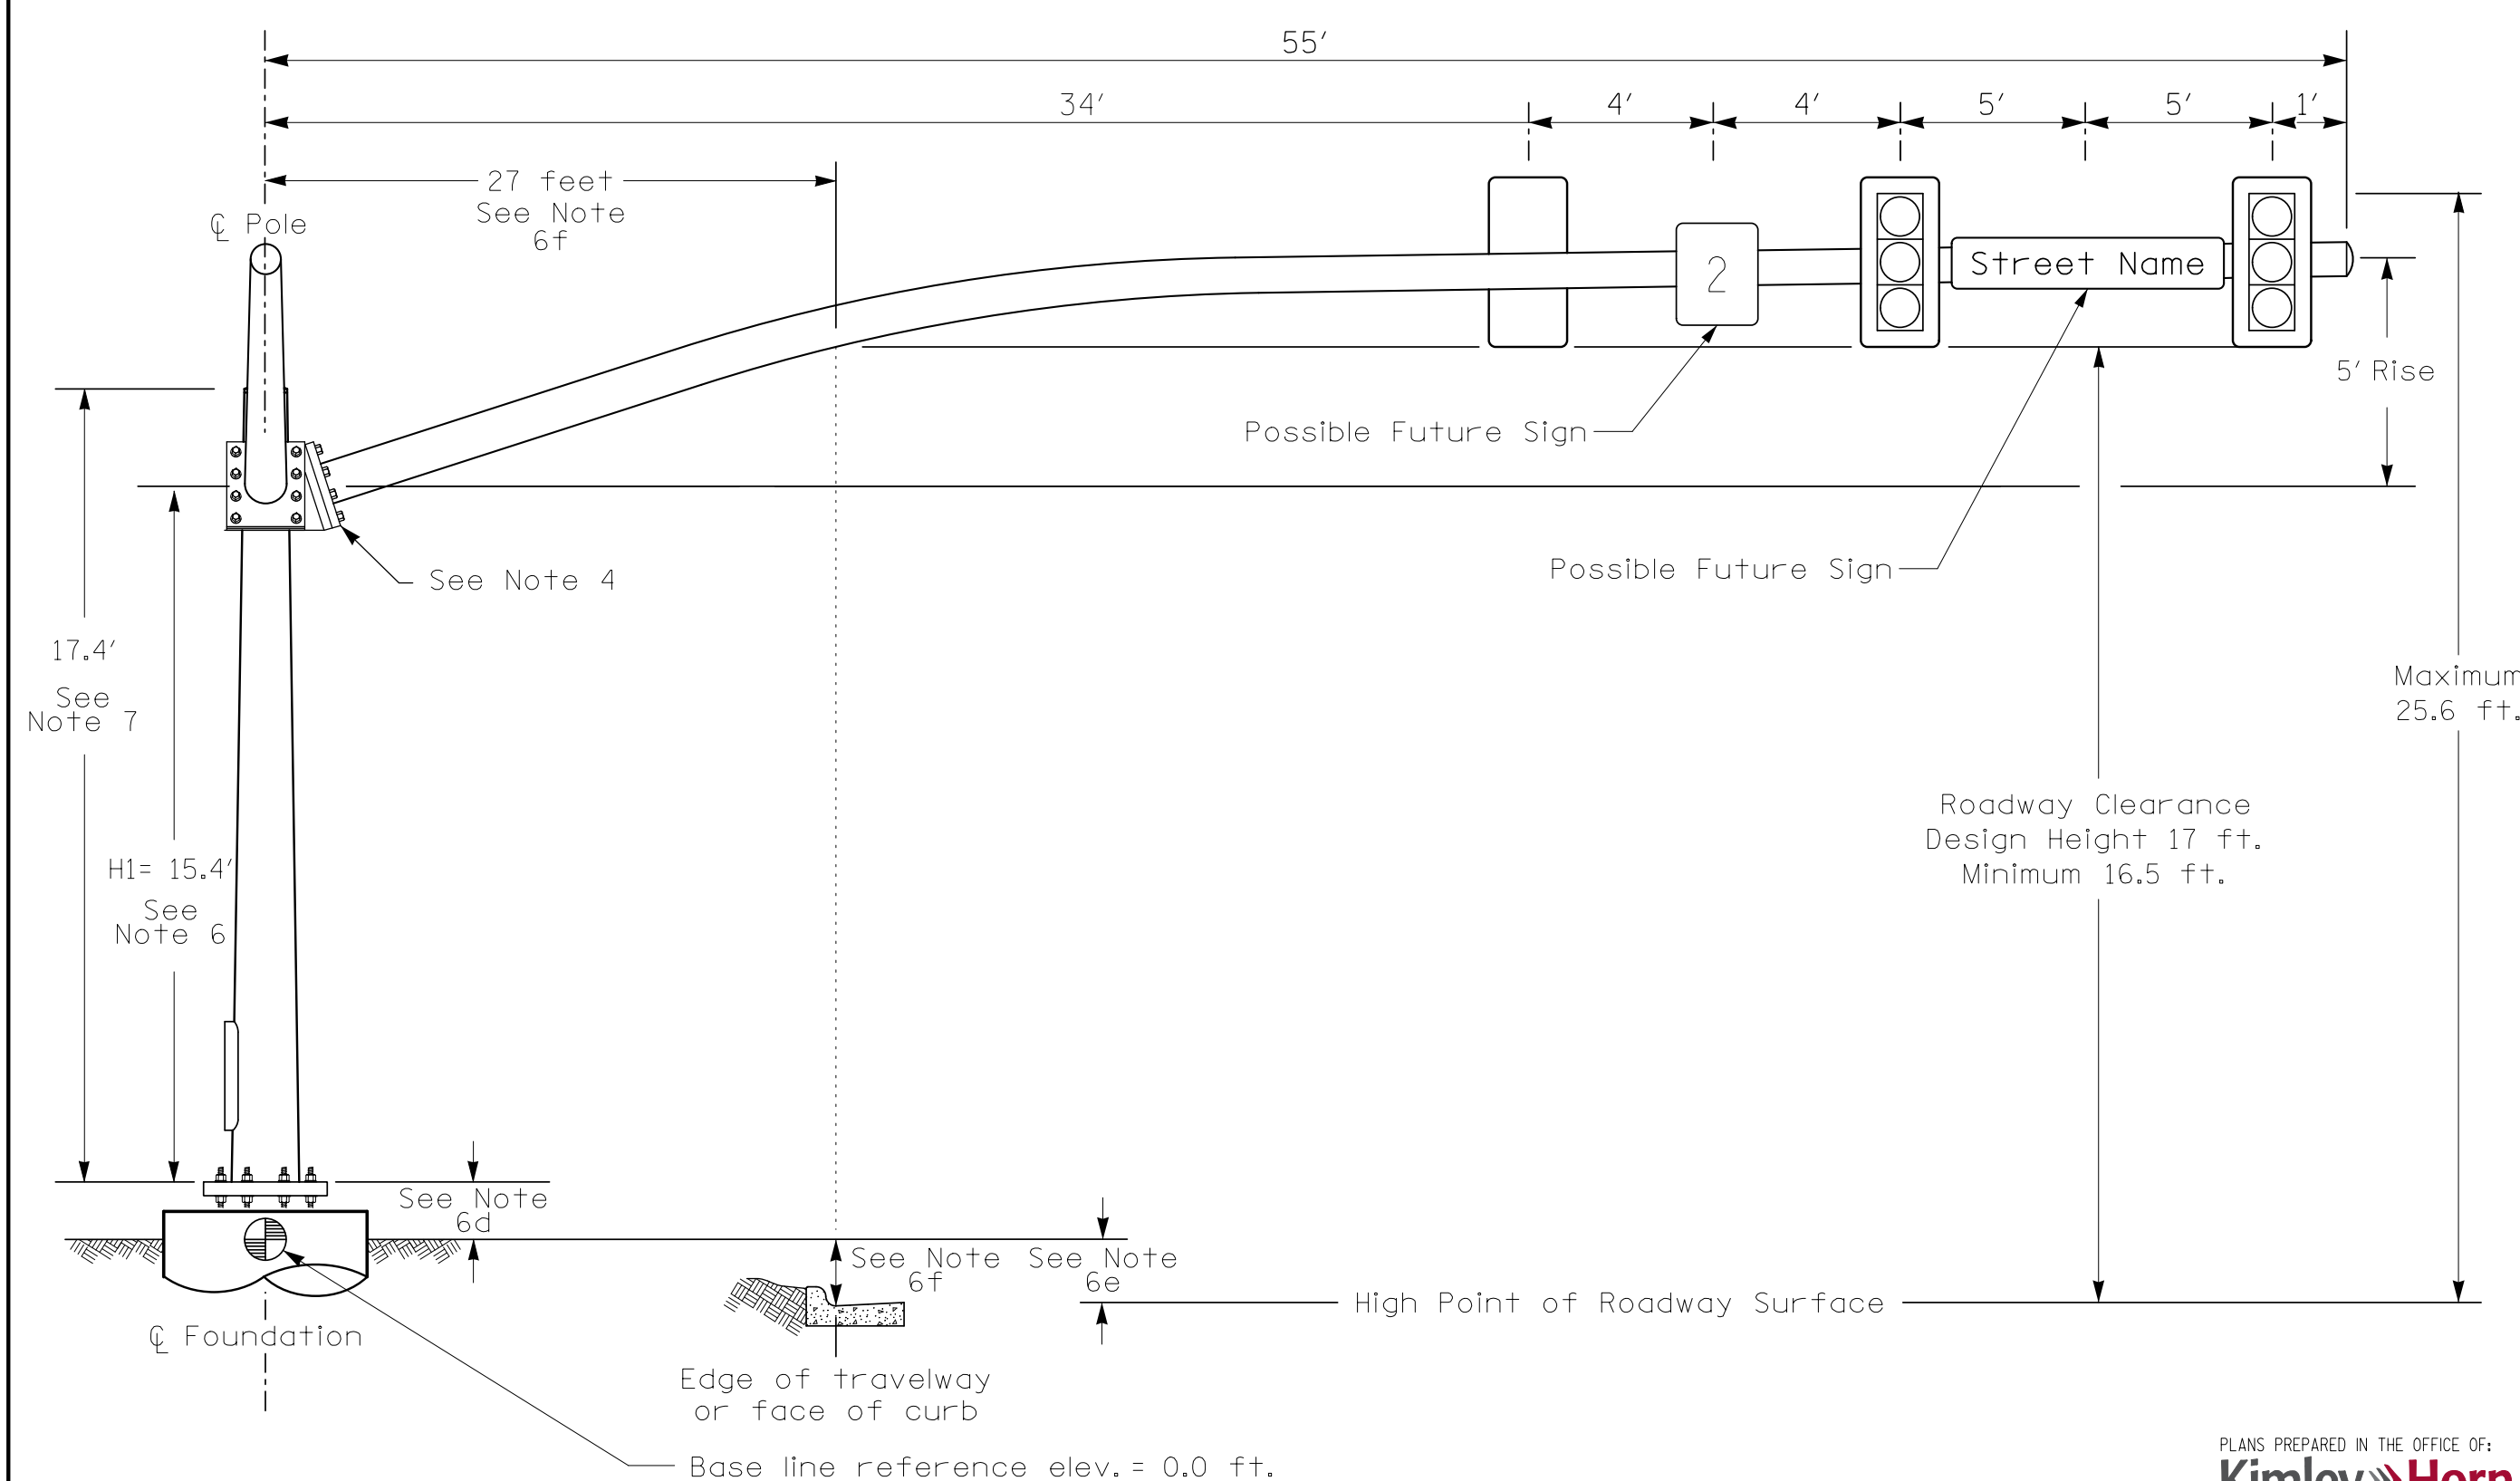 55′
34′
4′
4′
5′
5′
1′
27 feet
See Note
6f
℄ Pole
2
Street Name
5′ Rise
Possible Future Sign
Possible Future Sign
See Note 4
17.4′
See
Note 7
Maximum
25.6 ft.
Roadway Clearance
Design Height 17 ft.
Minimum 16.5 ft.
H1= 15.4′
See
Note 6
See Note
6d
See Note
6f
See Note
6e
High Point of Roadway Surface
℄ Foundation
Edge of travelway
or face of curb
Base line reference elev. = 0.0 ft.
PLANS PREPARED IN THE OFFICE OF:
Kimley Horn